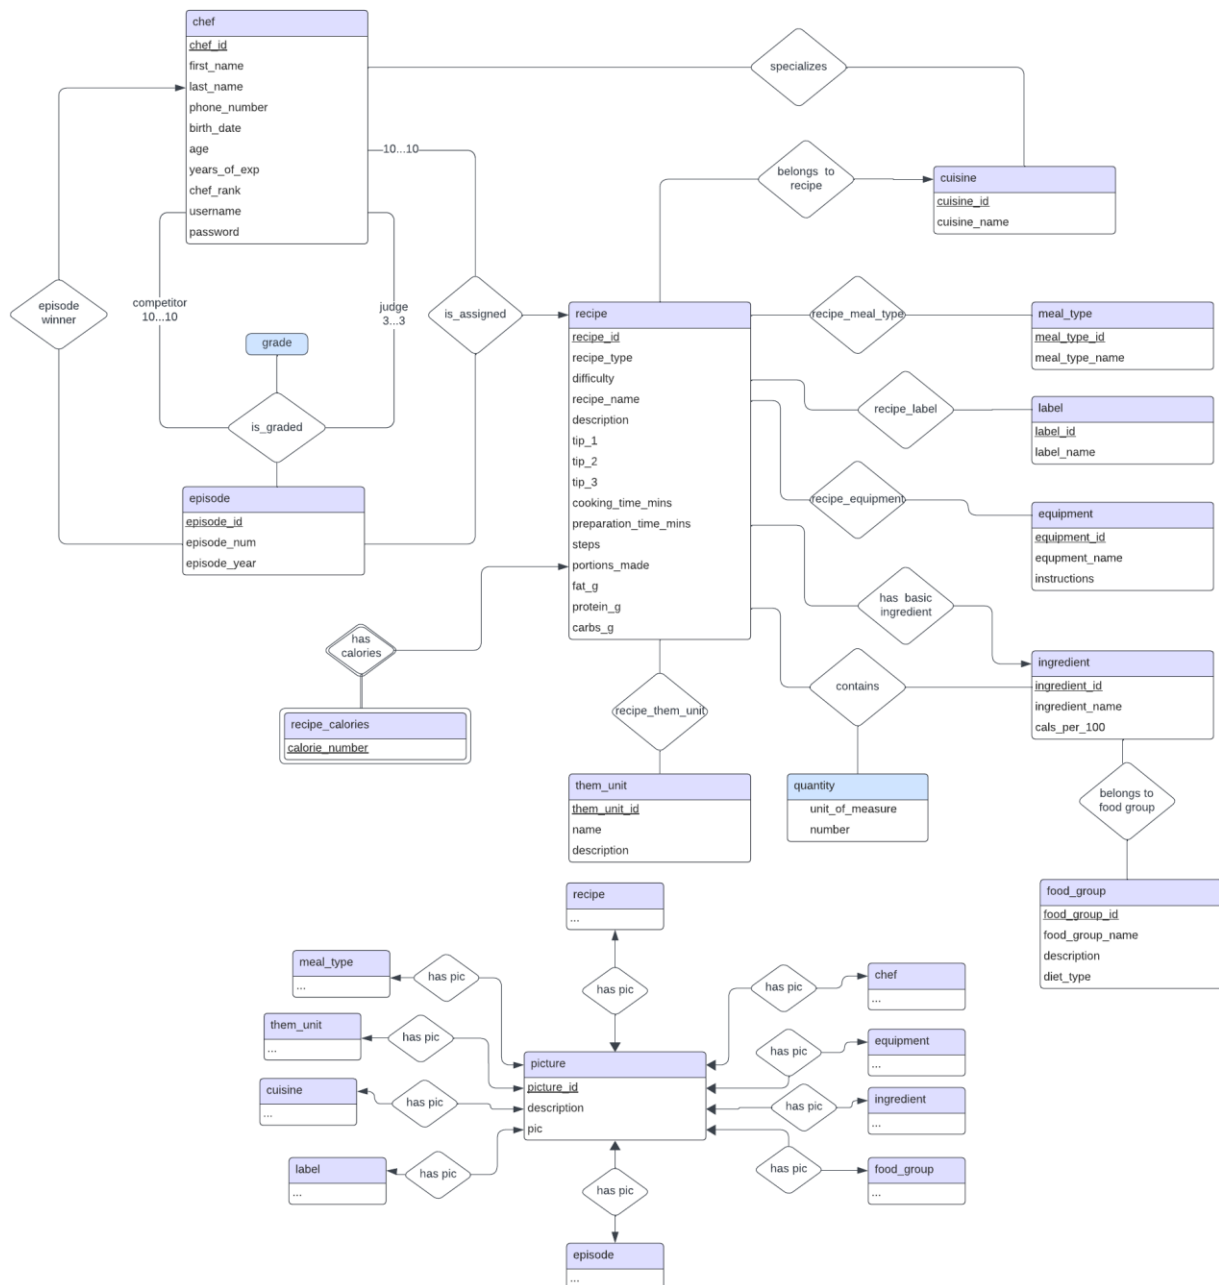 chef
chef_id
first_name
last_name
phone_number
birth_date
age
years_of_exp
chef_rank
username
password
specializes
10...10
belongs to
recipe
cuisine
cuisine_id
cuisine_name
episode
winner
competitor
10...10
judge
3...3
is_assigned
grade
is_graded
episode
episode_id
episode_num
episode_year
recipe
recipe_id
recipe_type
difficulty
recipe_name
description
tip_1
tip_2
tip_3
cooking_time_mins
preparation_time_mins
steps
portions_made
fat_g
protein_g
carbs_g
recipe_meal_type
meal_type
meal_type_id
meal_type_name
recipe_label
label
label_id
label_name
recipe_equipment
equipment
equipment_id
equpment_name
instructions
has basic
ingredient
ingredient
ingredient_id
ingredient_name
cals_per_100
contains
quantity
unit_of_measure
number
has
calories
recipe_calories
calorie_number
recipe_them_unit
them_unit
them_unit_id
name
description
belongs to
food group
food_group
food_group_id
food_group_name
description
diet_type
recipe
...
has pic
meal_type
...
has pic
them_unit
...
has pic
cuisine
...
has pic
label
...
has pic
picture
picture_id
description
pic
has pic
chef
...
has pic
equipment
...
has pic
ingredient
...
has pic
food_group
...
has pic
episode
...